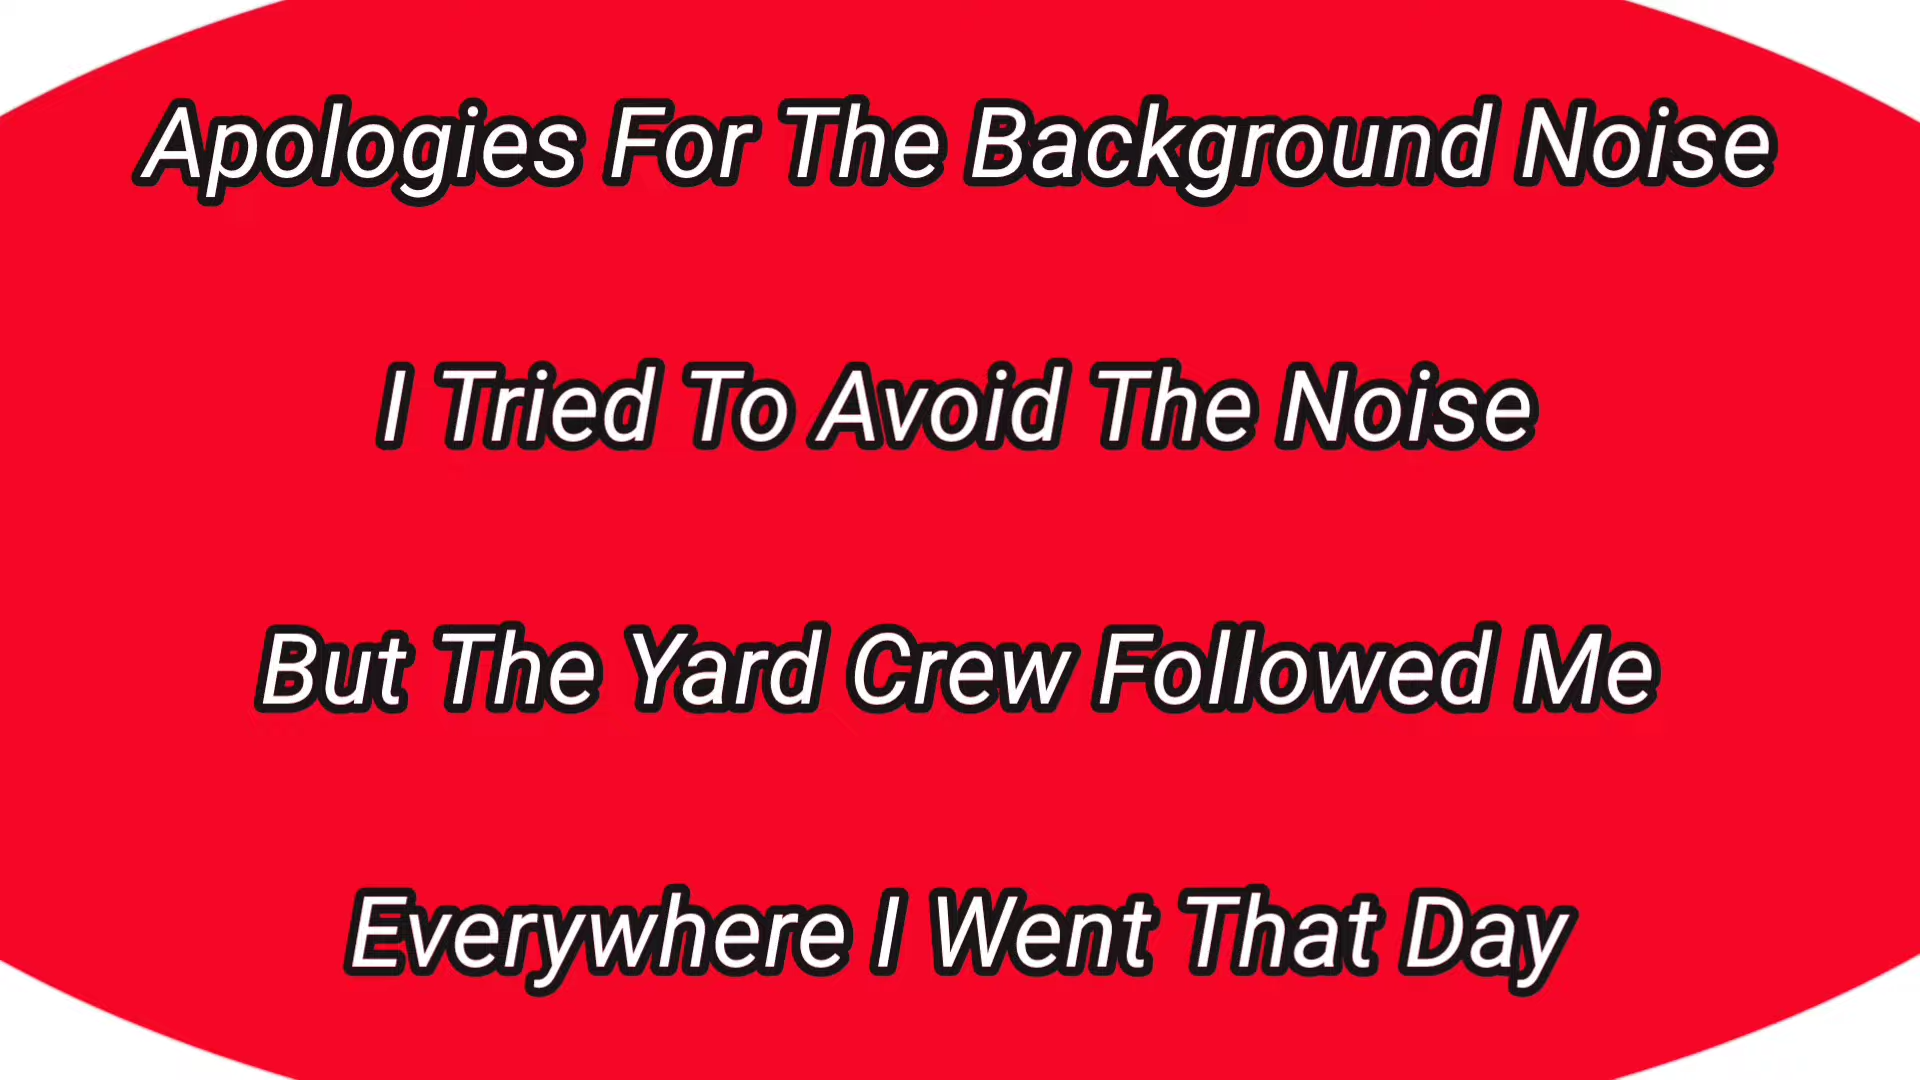 Apologies For The Background Noise
I Tried To Avoid The Noise
But The Yard Crew Followed Me
Everywhere I Went That Day